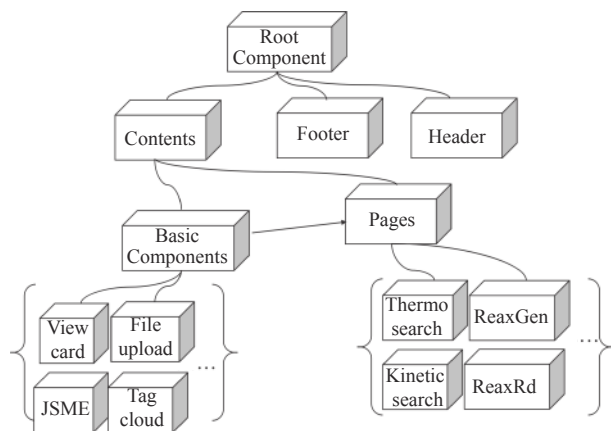 Root
Component
Contents
Footer
Header
Basic
Components
Pages
View
card
File
upload
...
JSME
Tag
cloud
Thermo
search
ReaxGen
...
Kinetic
search
ReaxRd